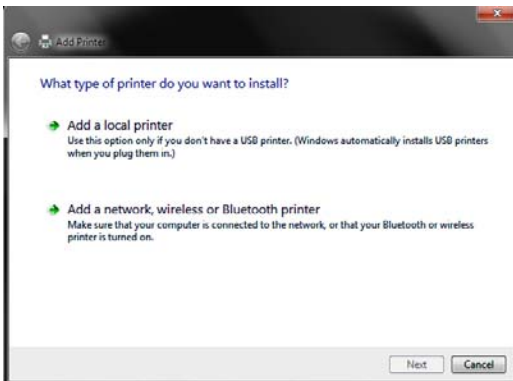 Add Printer
What type of printer do you want to install?
Add a local printer
Use this option only if you don't have a USB printer. (Windows automatically installs USB printers
when you plug them in.)
Add a network, wireless or Bluetooth printer
Make sure that your computer is connected to the network, or that your Bluetooth or wireless
printer is turned on.
Next
Cancel